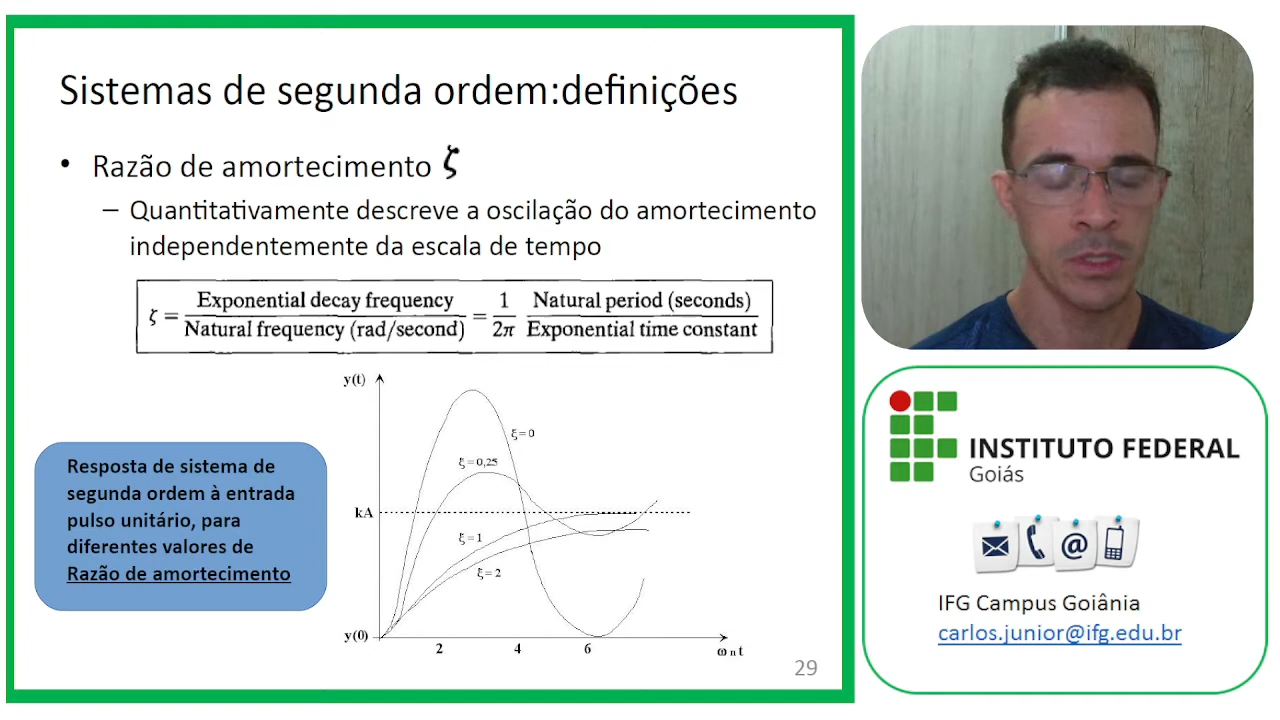 Sistemas de segunda ordem:definições
• Razão de amortecimento ζ
– Quantitativamente descreve a oscilação do amortecimento
independentemente da escala de tempo
ζ = Exponential decay frequency / Natural frequency (rad/second) = 1 / 2π Natural period (seconds) / Exponential time constant
Resposta de sistema de
segunda ordem à entrada
pulso unitário, para
diferentes valores de
Razão de amortecimento
y(t)
ξ = 0
ξ = 0,25
kA
ξ = 1
ξ = 2
y(0)
2 4 6
ω n t
29
INSTITUTO FEDERAL
Goiás
@
IFG Campus Goiânia
carlos.junior@ifg.edu.br